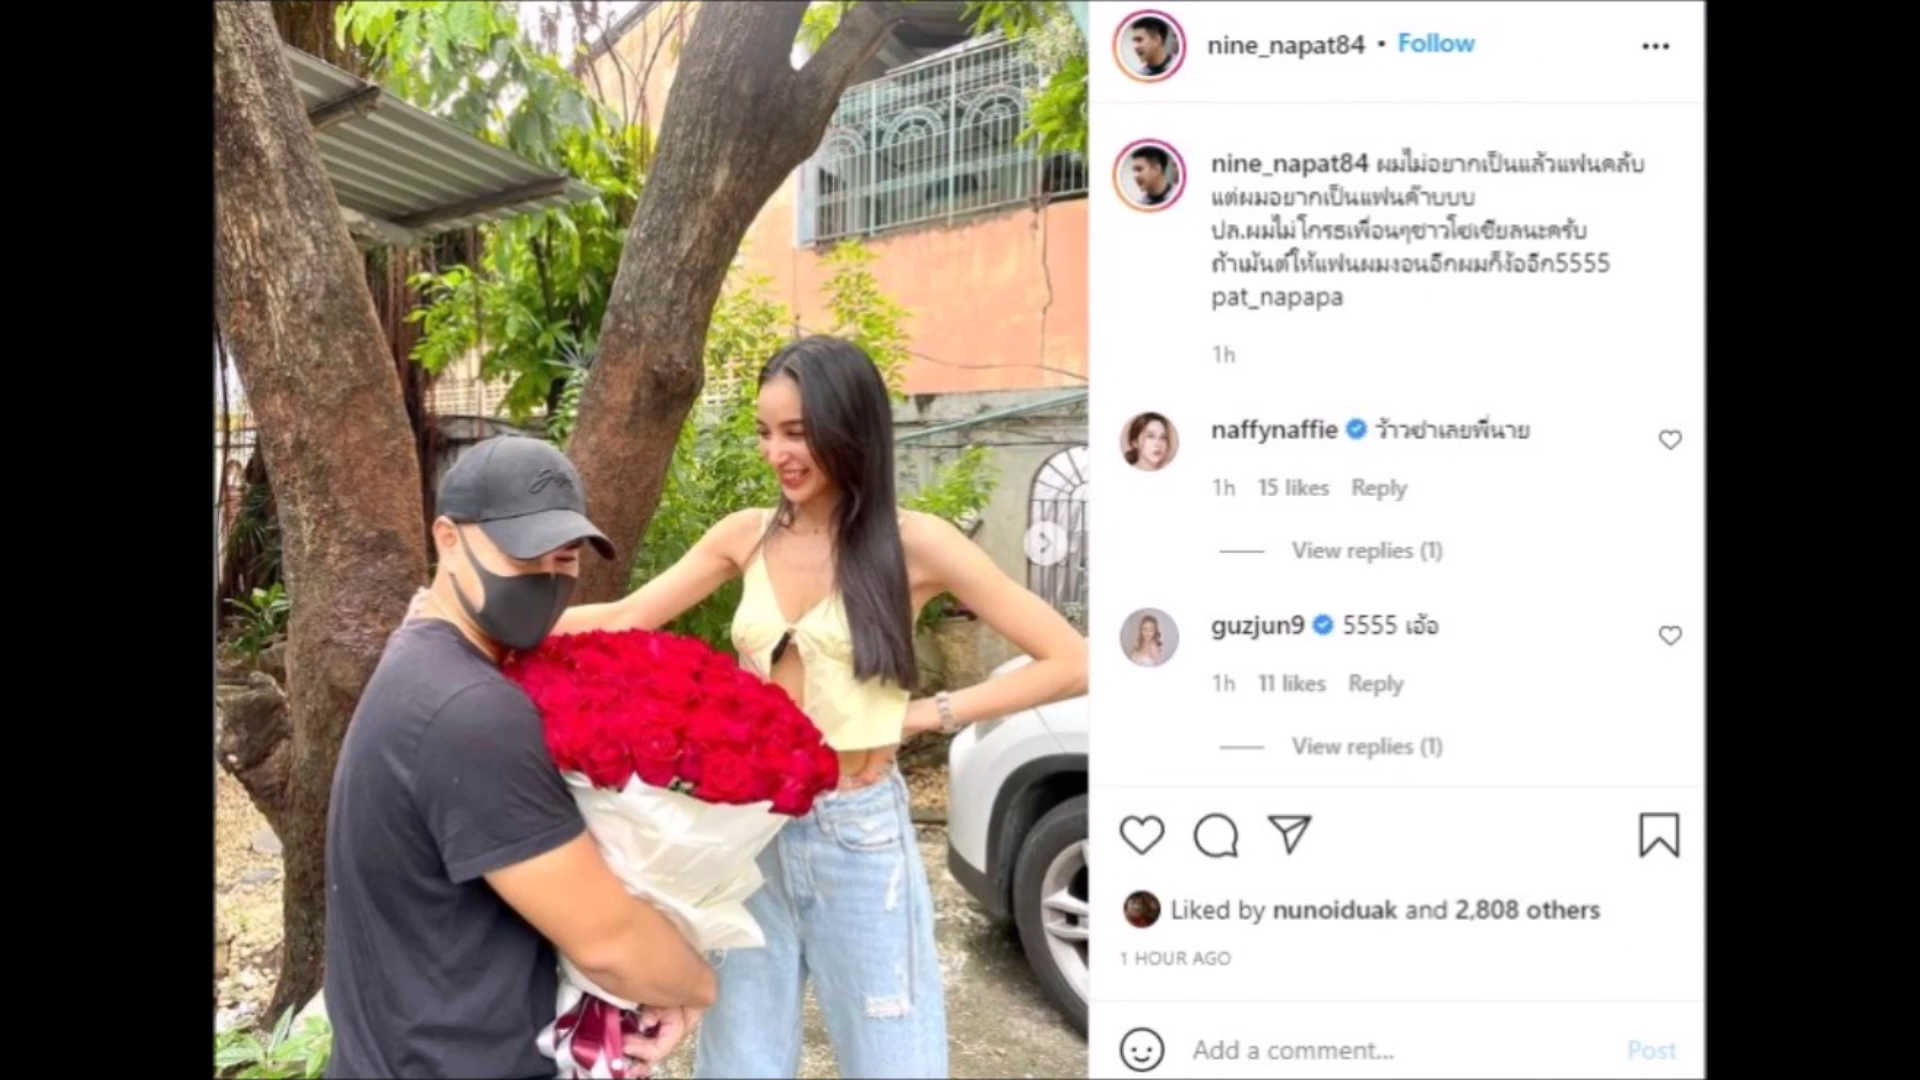 nine_napat84 • Follow
nine_napat84 ผมไม่อยากเป็นแล้วแฟนคลับ
แต่ผมอยากเป็นแฟนค๊าบบบ
ปล.ผมไม่โกรธเพื่อนๆชาวโซเชียลนะครับ
ถ้าเม้นต์ให้แฟนผมงอนอีกผมก็ง้ออีก5555
pat_napapa
1h
naffynaffie ว้าวซ่าเลยพี่นาย
1h 15 likes Reply
View replies (1)
guzjun9 5555 เอ้อ
1h 11 likes Reply
View replies (1)
Liked by nunoiduak and 2,808 others
1 HOUR AGO
Add a comment... Post